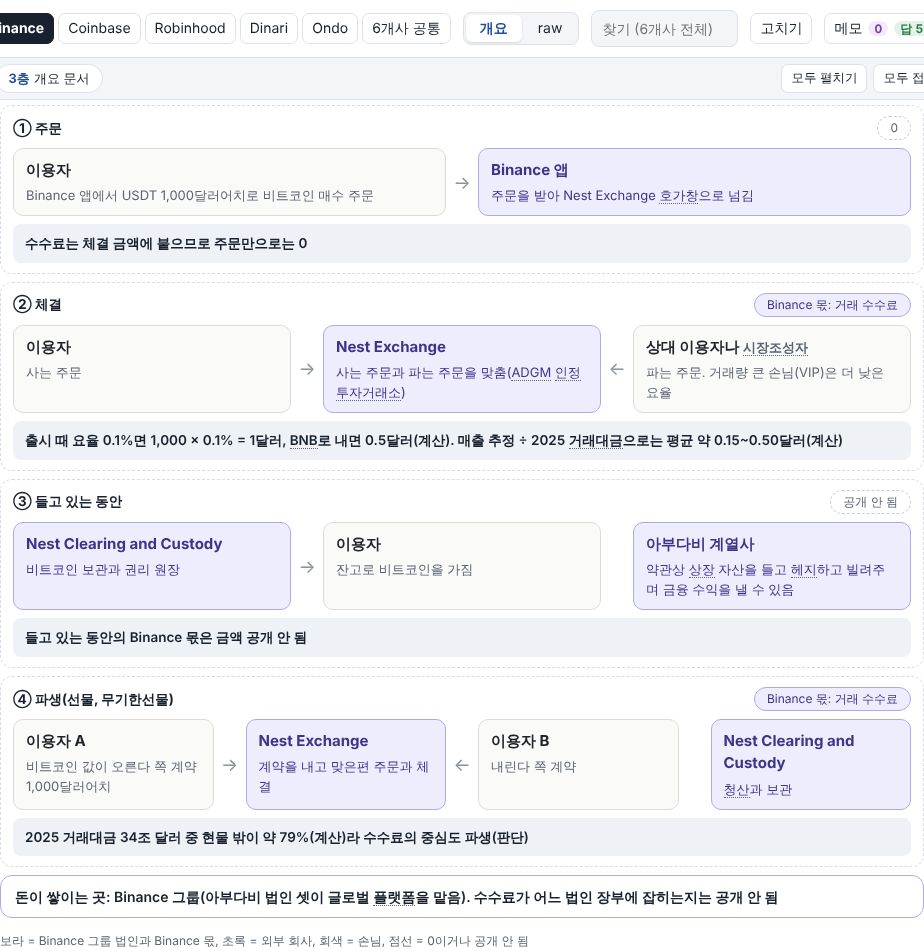 inance Coinbase Robinhood Dinari Ondo 6개사 공통 개요 raw 찾기 (6개사 전체) 고치기 메모 0 답 5
3층 개요 문서 모두 펼치기 모두 접
① 주문 0
이용자
Binance 앱에서 USDT 1,000달러어치로 비트코인 매수 주문
→
Binance 앱
주문을 받아 Nest Exchange 호가창으로 넘김
수수료는 체결 금액에 붙으므로 주문만으로는 0
② 체결 Binance 몫: 거래 수수료
이용자
사는 주문
→
Nest Exchange
사는 주문과 파는 주문을 맞춤(ADGM 인정
투자거래소)
←
상대 이용자나 시장조성자
파는 주문. 거래량 큰 손님(VIP)은 더 낮은
요율
출시 때 요율 0.1%면 1,000 × 0.1% = 1달러, BNB로 내면 0.5달러(계산). 매출 추정 ÷ 2025 거래대금으로는 평균 약 0.15~0.50달러(계산)
③ 들고 있는 동안 공개 안 됨
Nest Clearing and Custody
비트코인 보관과 권리 원장
→
이용자
잔고로 비트코인을 가짐
아부다비 계열사
약관상 상장 자산을 들고 헤지하고 빌려주
며 금융 수익을 낼 수 있음
들고 있는 동안의 Binance 몫은 금액 공개 안 됨
④ 파생(선물, 무기한선물) Binance 몫: 거래 수수료
이용자 A
비트코인 값이 오른다 쪽 계약
1,000달러어치
→
Nest Exchange
계약을 내고 맞은편 주문과 체
결
←
이용자 B
내린다 쪽 계약
Nest Clearing and
Custody
청산과 보관
2025 거래대금 34조 달러 중 현물 밖이 약 79%(계산)라 수수료의 중심도 파생(판단)
돈이 쌓이는 곳: Binance 그룹(아부다비 법인 셋이 글로벌 플랫폼을 맡음). 수수료가 어느 법인 장부에 잡히는지는 공개 안 됨
보라 = Binance 그룹 법인과 Binance 몫, 초록 = 외부 회사, 회색 = 손님, 점선 = 0이거나 공개 안 됨